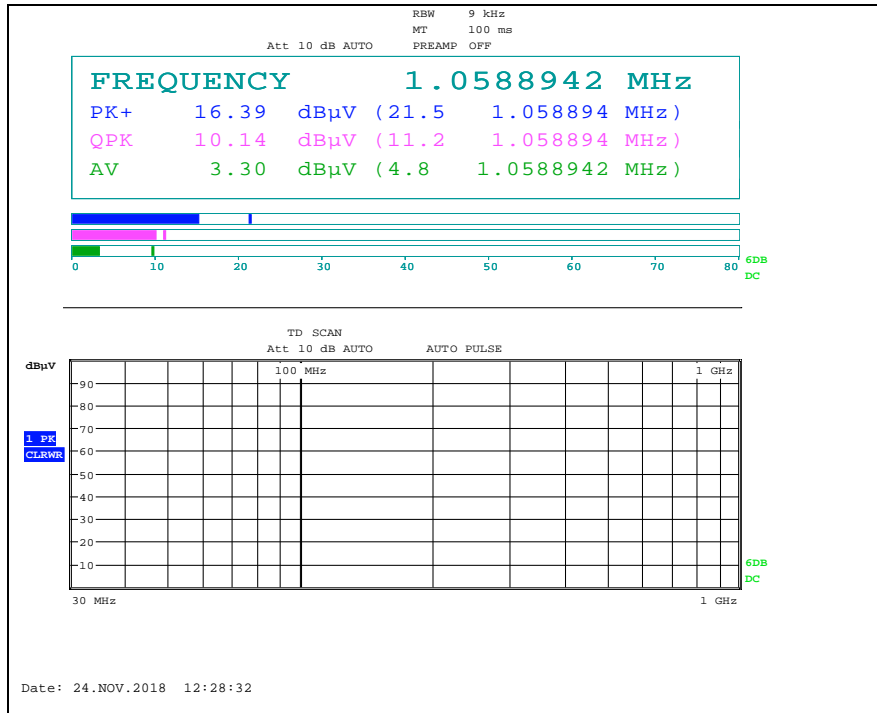 RBW 9 kHz
MT 100 ms
Att 10 dB AUTO PREAMP OFF
FREQUENCY 1.0588942 MHz
PK+ 16.39 dBµV (21.5 1.058894 MHz)
QPK 10.14 dBµV (11.2 1.058894 MHz)
AV 3.30 dBµV (4.8 1.0588942 MHz)
0 10 20 30 40 50 60 70 80
6DB
DC
TD SCAN
Att 10 dB AUTO AUTO PULSE
dBµV
100 MHz 1 GHz
90
80
70
1 PK
CLRWR
60
50
40
30
20
10
6DB
DC
30 MHz 1 GHz
Date: 24.NOV.2018 12:28:32